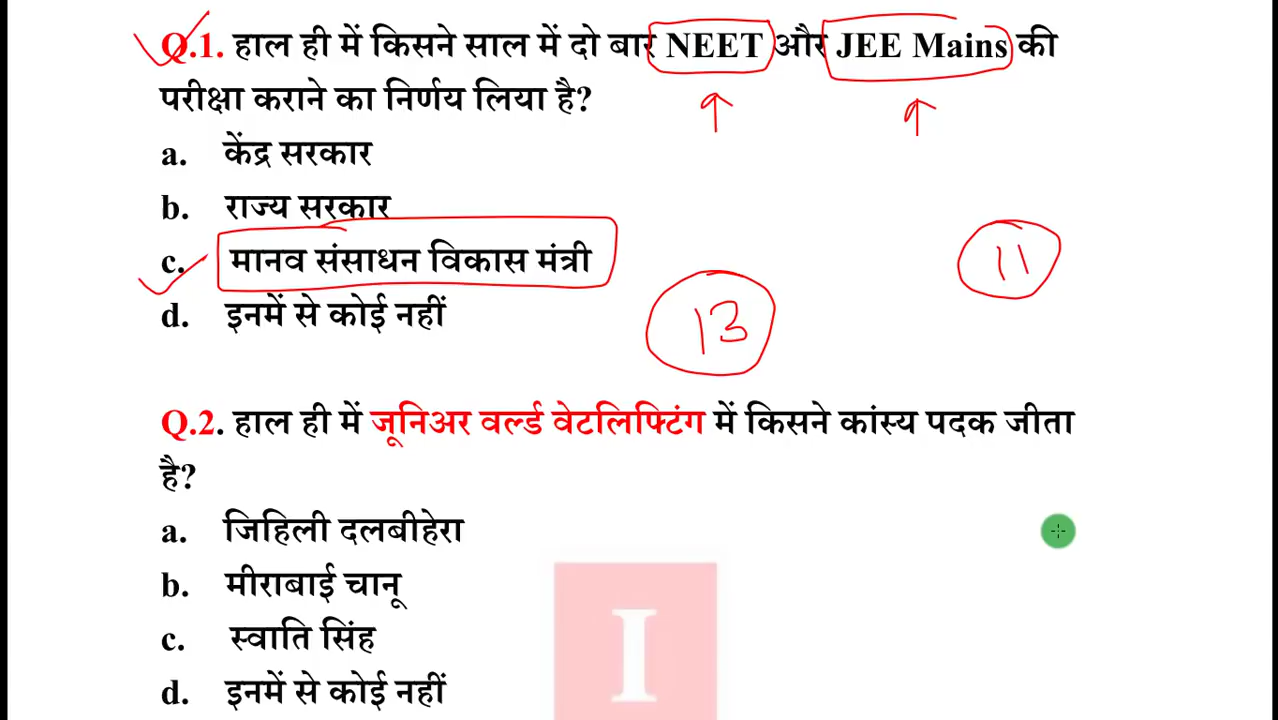 Q.1. हाल ही में किसने साल में दो बार NEET और JEE Mains की
परीक्षा कराने का निर्णय लिया है?
a. केंद्र सरकार
b. राज्य सरकार
c. मानव संसाधन विकास मंत्री
11
d. इनमें से कोई नहीं
13
Q.2. हाल ही में जूनिअर वर्ल्ड वेटलिफ्टिंग में किसने कांस्य पदक जीता
है?
a. जिहिली दलबीहेरा
b. मीराबाई चानू
c. स्वाति सिंह
d. इनमें से कोई नहीं
I